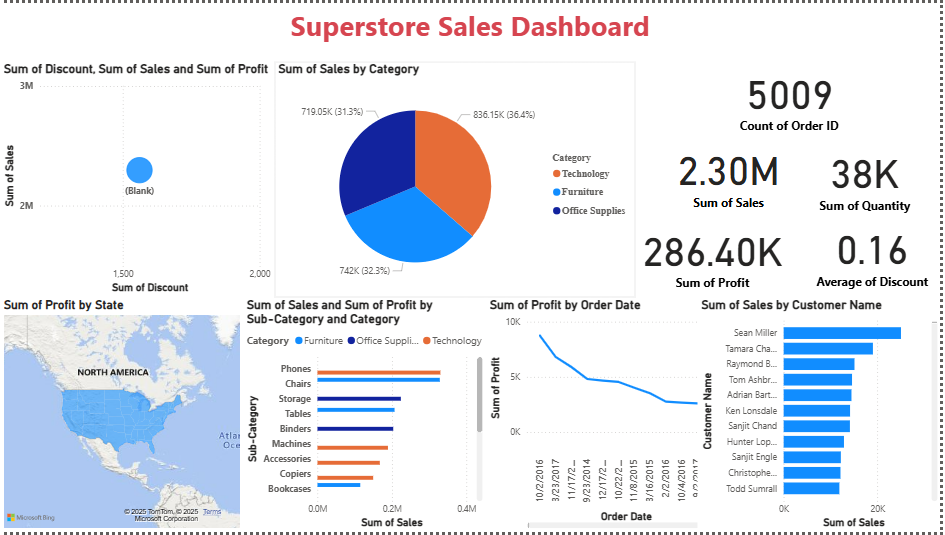 Superstore Sales Dashboard
Sum of Discount, Sum of Sales and Sum of Profit
3M
2M
Sum of Sales
(Blank)
1,500
2,000
Sum of Discount
Sum of Sales by Category
719.05K (31.3%)
836.15K (36.4%)
742K (32.3%)
Category
Technology
Furniture
Office Supplies
5009
Count of Order ID
2.30M
Sum of Sales
38K
Sum of Quantity
286.40K
Sum of Profit
0.16
Average of Discount
Sum of Profit by State
NORTH AMERICA
Atlan
Oce
Microsoft Bing
© 2025 TomTom, © 2025 Microsoft Corporation Terms
Sum of Sales and Sum of Profit by
Sub-Category and Category
Category Furniture Office Suppli... Technology
Sub-Category
Phones
Chairs
Storage
Tables
Binders
Machines
Accessories
Copiers
Bookcases
0.0M 0.2M 0.4M
Sum of Sales
Sum of Profit by Order Date
Sum of Profit
10K
5K
0K
10/2/2016
3/23/2017
11/17/2...
9/23/2014
12/17/2...
10/22/2...
11/8/2015
3/16/2015
2/2/2016
10/4/2016
9/2/2017
Order Date
Sum of Sales by Customer Name
Customer Name
Sean Miller
Tamara Cha...
Raymond B...
Tom Ashbr...
Adrian Bart...
Ken Lonsdale
Sanjit Chand
Hunter Lop...
Sanjit Engle
Christophe...
Todd Sumrall
0K 20K
Sum of Sales